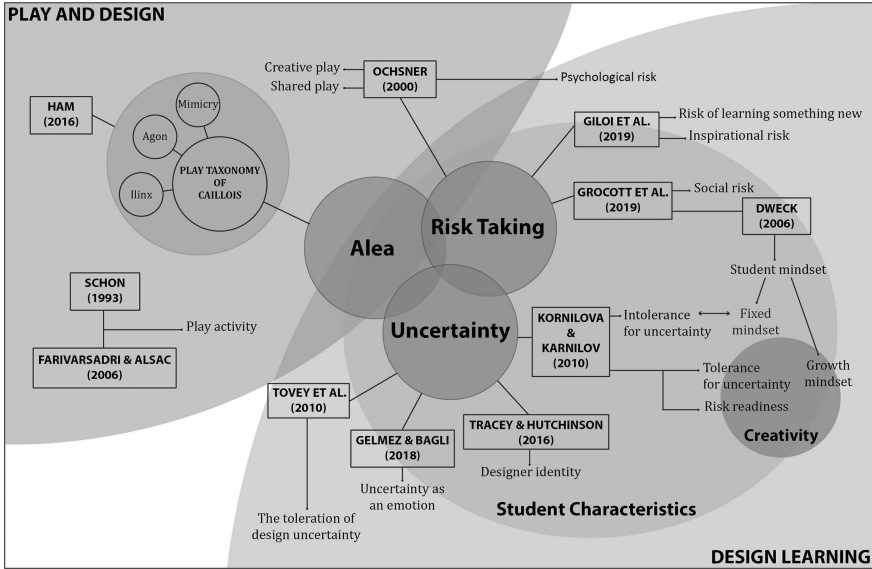 PLAY AND DESIGN
HAM
(2016)
Mimicry
Agon
Ilinx
PLAY TAXONOMY
OF
CAILLOIS
Creative play
Shared play
OCHSNER
(2000)
Psychological risk
GILOI ET AL.
(2019)
Risk of learning something new
Inspirational risk
GROCOTT ET AL.
(2019)
Social risk
DWECK
(2006)
Student mindset
Fixed
mindset
Growth
mindset
Alea
Risk Taking
Uncertainty
SCHON
(1993)
Play activity
FARIVARSADRI & ALSAC
(2006)
KORNILOVA
&
KARNILOV
(2010)
Intolerance
for uncertainty
Tolerance
for uncertainty
Risk readiness
Creativity
TOVEY ET AL.
(2010)
The toleration of
design uncertainty
GELMEZ & BAGLI
(2018)
Uncertainty as
an emotion
TRACEY & HUTCHINSON
(2016)
Designer identity
Student Characteristics
DESIGN LEARNING